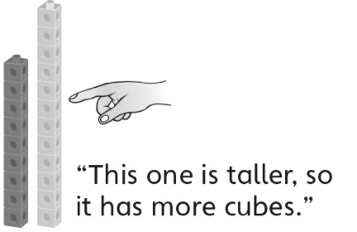 “This one is taller, so
it has more cubes.”